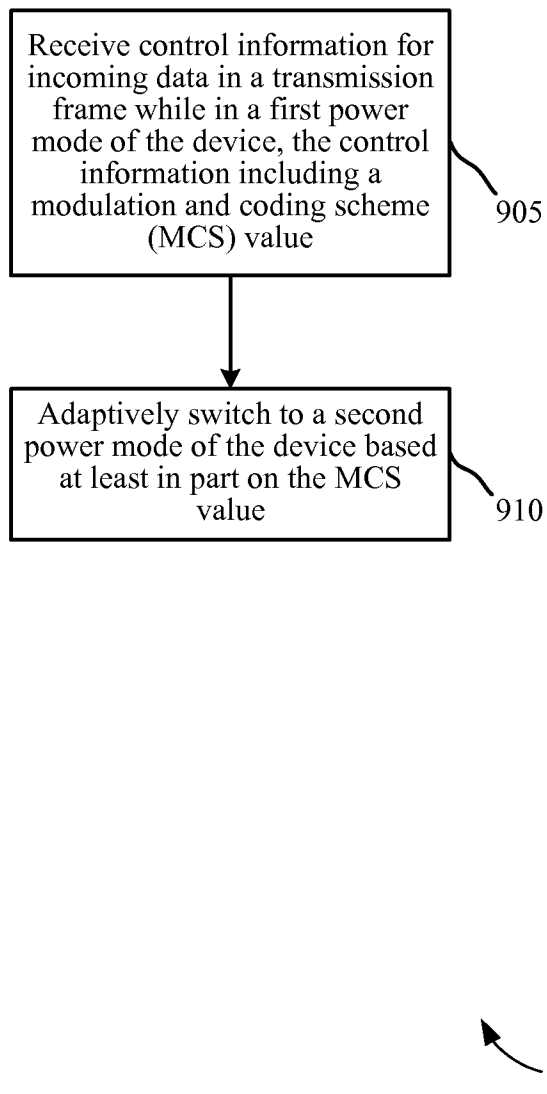 Receive control information for
incoming data in a transmission
frame while in a first power
mode of the device, the control
information including a
modulation and coding scheme
(MCS) value
905
Adaptively switch to a second
power mode of the device based
at least in part on the MCS
value
910